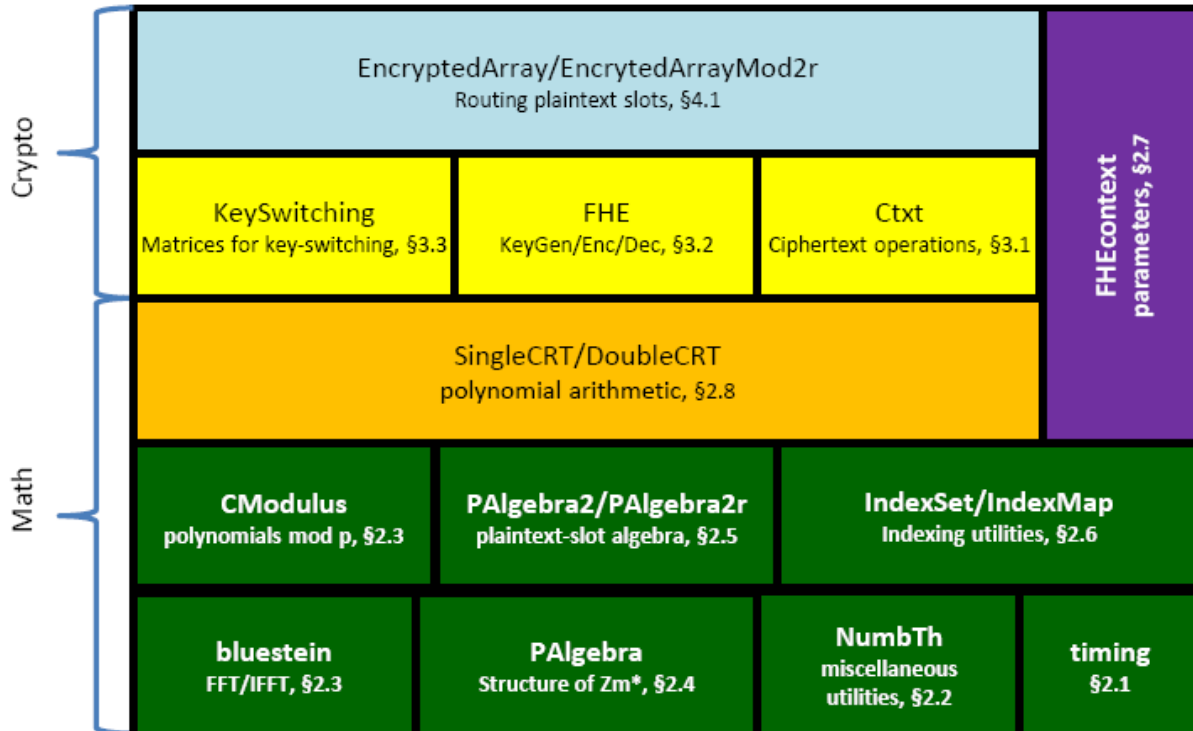 Crypto
EncryptedArray/EncrytedArrayMod2r
Routing plaintext slots, §4.1
KeySwitching
Matrices for key-switching, §3.3
FHE
KeyGen/Enc/Dec, §3.2
Ctxt
Ciphertext operations, §3.1
FHEcontext
parameters, §2.7
Math
SingleCRT/DoubleCRT
polynomial arithmetic, §2.8
CModulus
polynomials mod p, §2.3
PAlgebra2/PAlgebra2r
plaintext-slot algebra, §2.5
IndexSet/IndexMap
Indexing utilities, §2.6
bluestein
FFT/IFFT, §2.3
PAlgebra
Structure of Zm*, §2.4
NumbTh
miscellaneous
utilities, §2.2
timing
§2.1